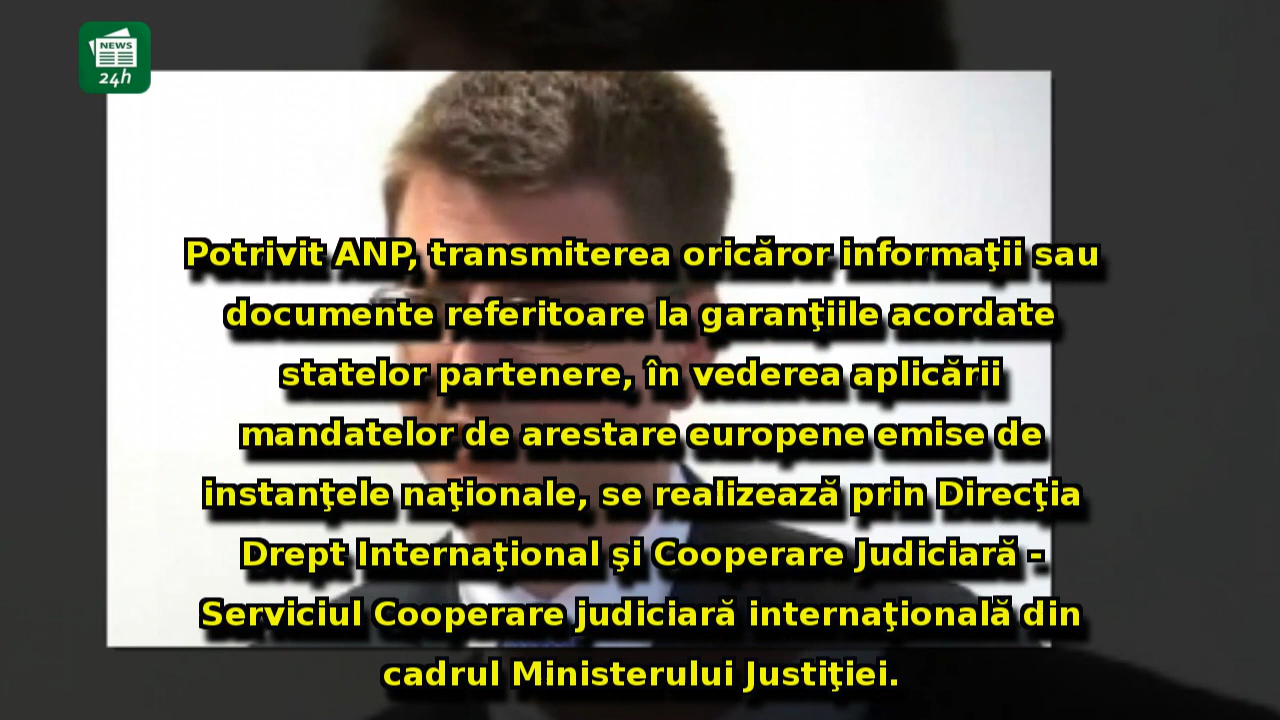 NEWS
24h
Potrivit ANP, transmiterea oricăror informaţii sau
documente referitoare la garanţiile acordate
statelor partenere, în vederea aplicării
mandatelor de arestare europene emise de
instanţele naţionale, se realizează prin Direcţia
Drept Internaţional şi Cooperare Judiciară -
Serviciul Cooperare judiciară internaţională din
cadrul Ministerului Justiţiei.